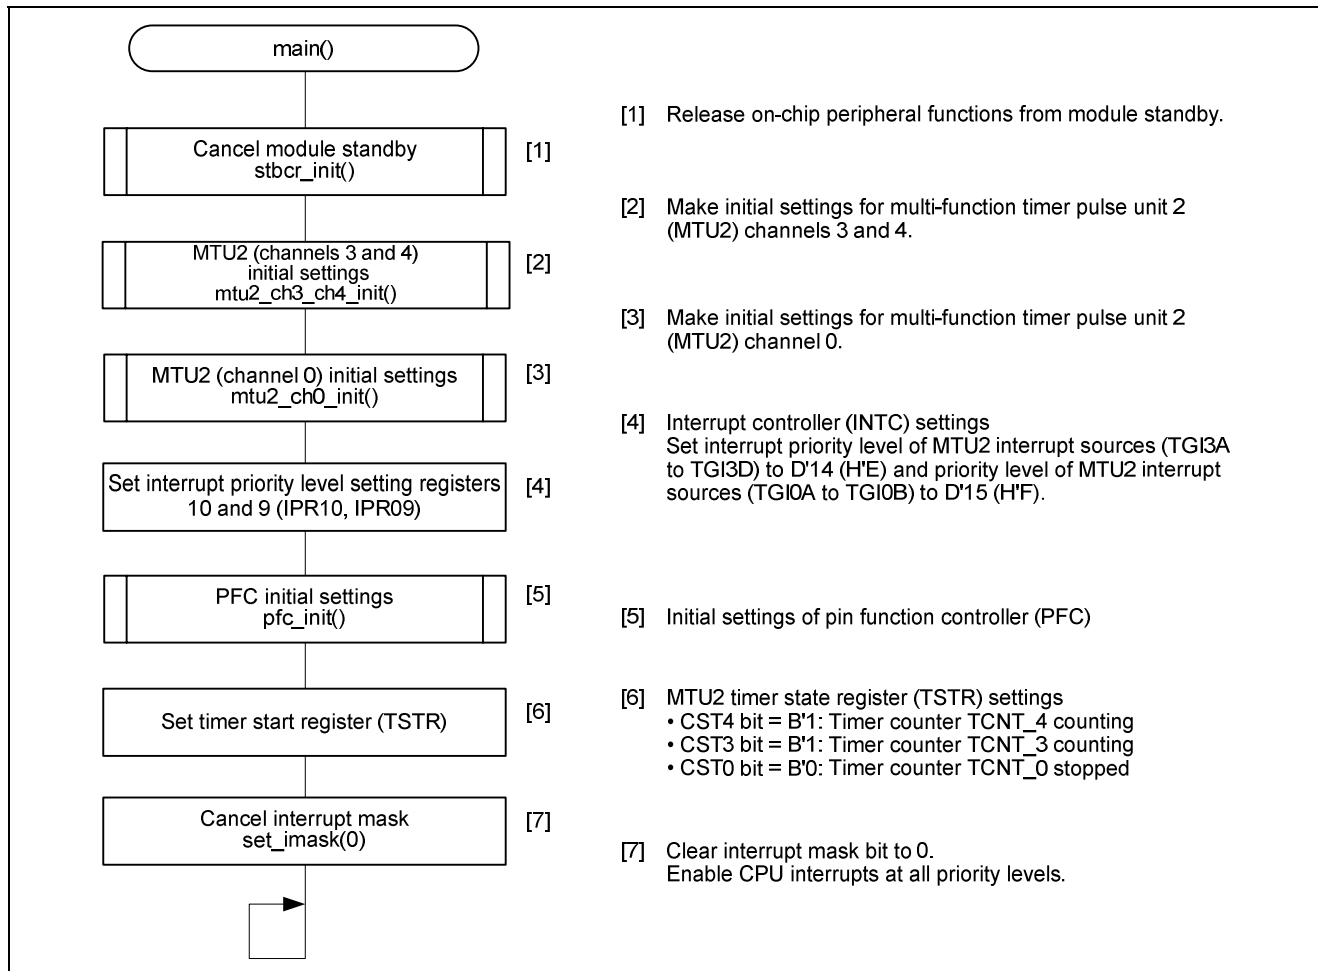 main()
Cancel module standby
stbcr_init()
[1]
MTU2 (channels 3 and 4)
initial settings
mtu2_ch3_ch4_init()
[2]
MTU2 (channel 0) initial settings
mtu2_ch0_init()
[3]
Set interrupt priority level setting registers
10 and 9 (IPR10, IPR09)
[4]
PFC initial settings
pfc_init()
[5]
Set timer start register (TSTR)
[6]
Cancel interrupt mask
set_imask(0)
[7]
[1] Release on-chip peripheral functions from module standby.
[2] Make initial settings for multi-function timer pulse unit 2
(MTU2) channels 3 and 4.
[3] Make initial settings for multi-function timer pulse unit 2
(MTU2) channel 0.
[4] Interrupt controller (INTC) settings
Set interrupt priority level of MTU2 interrupt sources (TGI3A
to TGI3D) to D'14 (H'E) and priority level of MTU2 interrupt
sources (TGI0A to TGI0B) to D'15 (H'F).
[5] Initial settings of pin function controller (PFC)
[6] MTU2 timer state register (TSTR) settings
• CST4 bit = B'1: Timer counter TCNT_4 counting
• CST3 bit = B'1: Timer counter TCNT_3 counting
• CST0 bit = B'0: Timer counter TCNT_0 stopped
[7] Clear interrupt mask bit to 0.
Enable CPU interrupts at all priority levels.